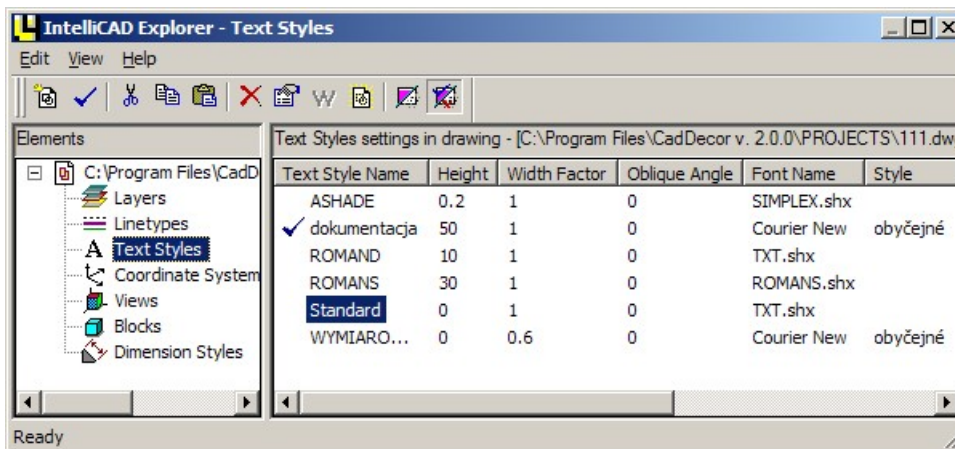 IntelliCAD Explorer - Text Styles
Edit View Help
Elements
Text Styles settings in drawing - [C:\Program Files\CadDecor v. 2.0.0\PROJECTS\111.dw
C:\Program Files\CadD
Layers
Linetypes
Text Styles
Coordinate System
Views
Blocks
Dimension Styles
Text Style Name Height Width Factor Oblique Angle Font Name Style
ASHADE 0.2 1 0 SIMPLEX.shx
dokumentacja 50 1 0 Courier New obyčejné
ROMAND 10 1 0 TXT.shx
ROMANS 30 1 0 ROMANS.shx
Standard 0 1 0 TXT.shx
WYMIARO... 0 0.6 0 Courier New obyčejné
Ready